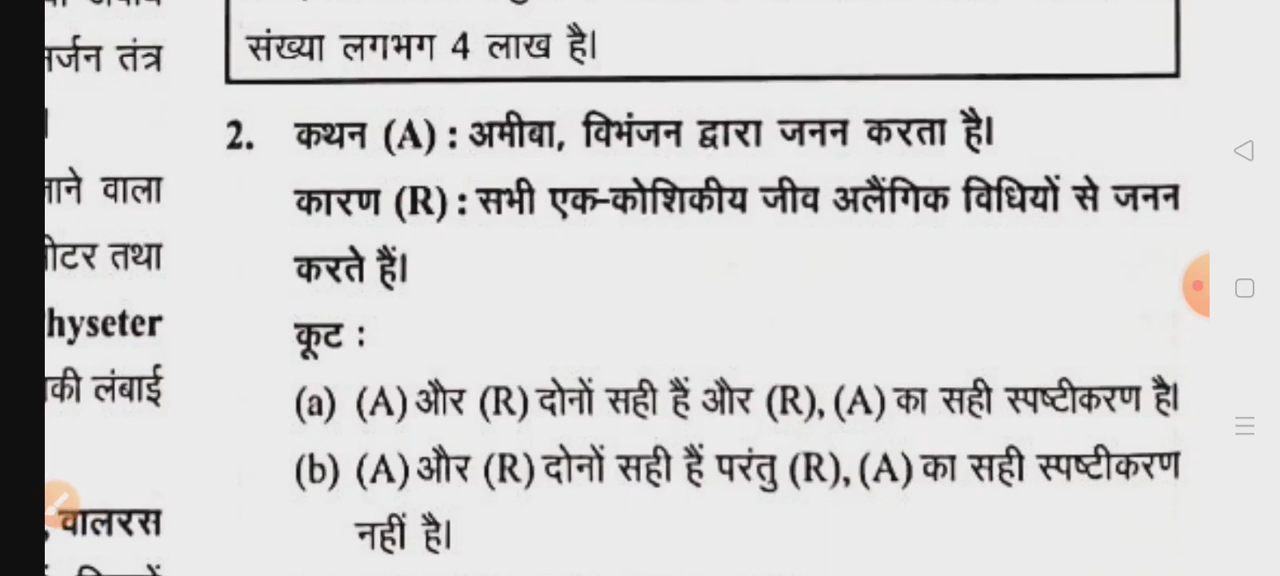 नर्जन तंत्र
ाने वाला
ीटर तथा
hyseter
की लंबाई
वालरस
संख्या लगभग 4 लाख है।
2. कथन (A) : अमीबा, विभंजन द्वारा जनन करता है।
कारण (R) : सभी एक-कोशिकीय जीव अलैंगिक विधियों से जनन
करते हैं।
कूट :
(a) (A) और (R) दोनों सही हैं और (R), (A) का सही स्पष्टीकरण है।
(b) (A) और (R) दोनों सही हैं परंतु (R), (A) का सही स्पष्टीकरण
नहीं है।